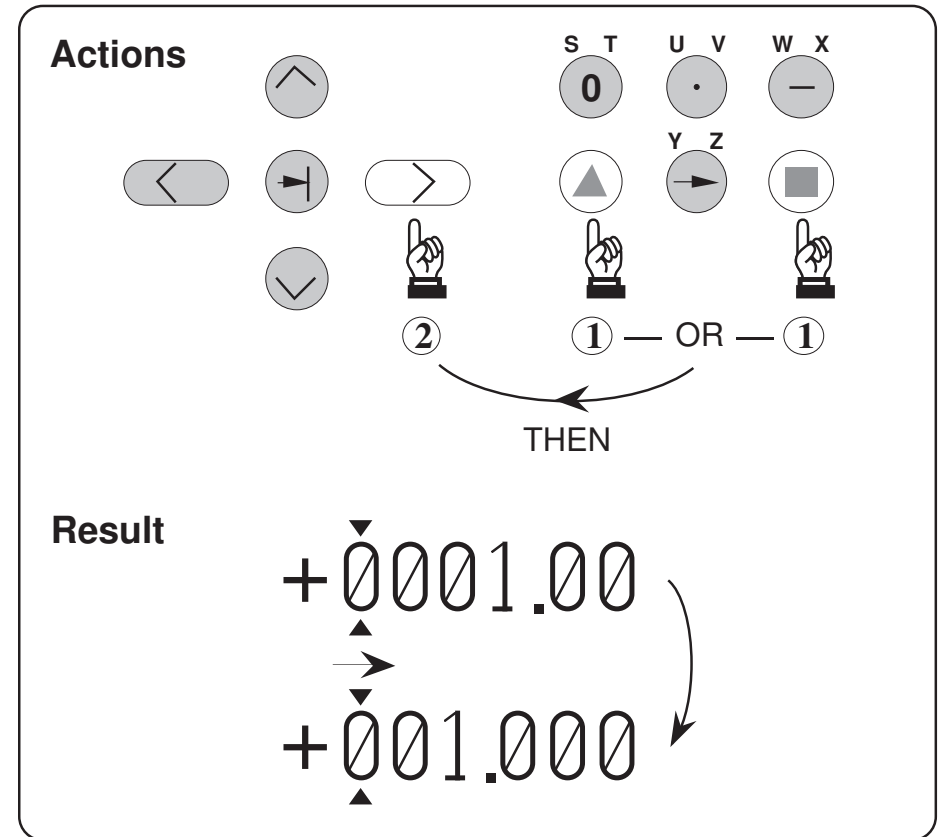 Actions
S T U V W X
0 . —
Y Z
2 1 — OR — 1
THEN
Result
+0001.00
+001.000